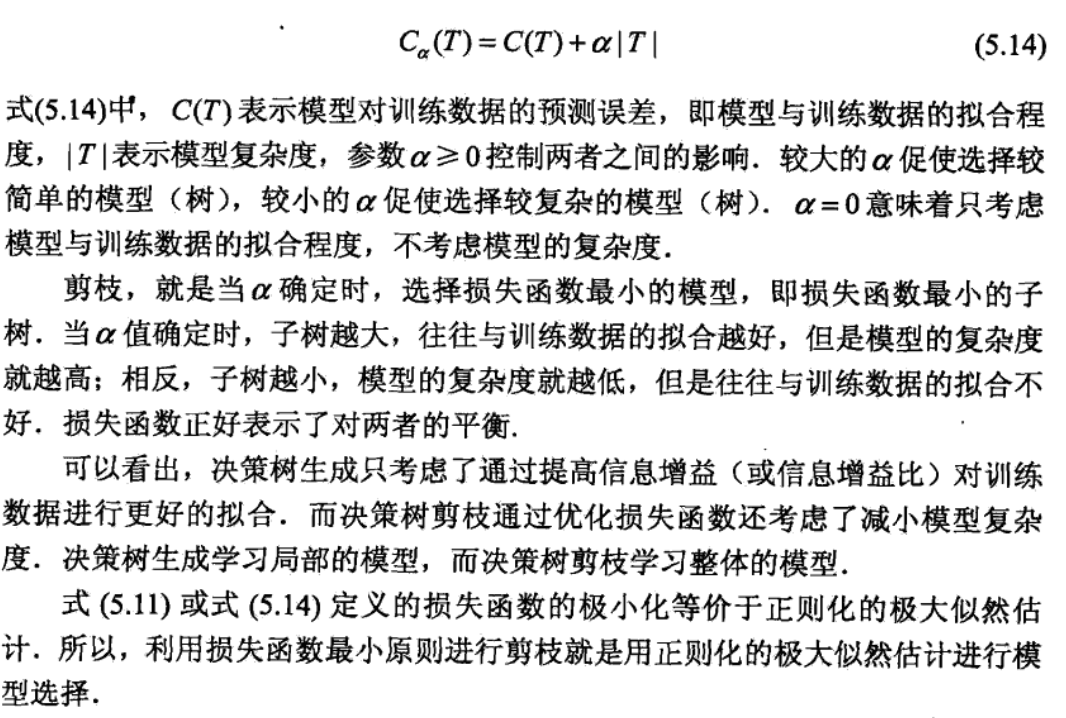 C_α(T) = C(T) + α|T| (5.14)
式(5.14)中， C(T)表示模型对训练数据的预测误差，即模型与训练数据的拟合程
度，|T|表示模型复杂度，参数α≥0控制两者之间的影响．较大的α促使选择较
简单的模型（树），较小的α促使选择较复杂的模型（树）．α=0意味着只考虑
模型与训练数据的拟合程度，不考虑模型的复杂度．
剪枝，就是当α确定时，选择损失函数最小的模型，即损失函数最小的子
树．当α值确定时，子树越大，往往与训练数据的拟合越好，但是模型的复杂度
就越高；相反，子树越小，模型的复杂度就越低，但是往往与训练数据的拟合不
好．损失函数正好表示了对两者的平衡.
可以看出，决策树生成只考虑了通过提高信息增益（或信息增益比）对训练
数据进行更好的拟合．而决策树剪枝通过优化损失函数还考虑了减小模型复杂
度．决策树生成学习局部的模型，而决策树剪枝学习整体的模型．
式 (5.11) 或式 (5.14) 定义的损失函数的极小化等价于正则化的极大似然估
计．所以，利用损失函数最小原则进行剪枝就是用正则化的极大似然估计进行模
型选择．